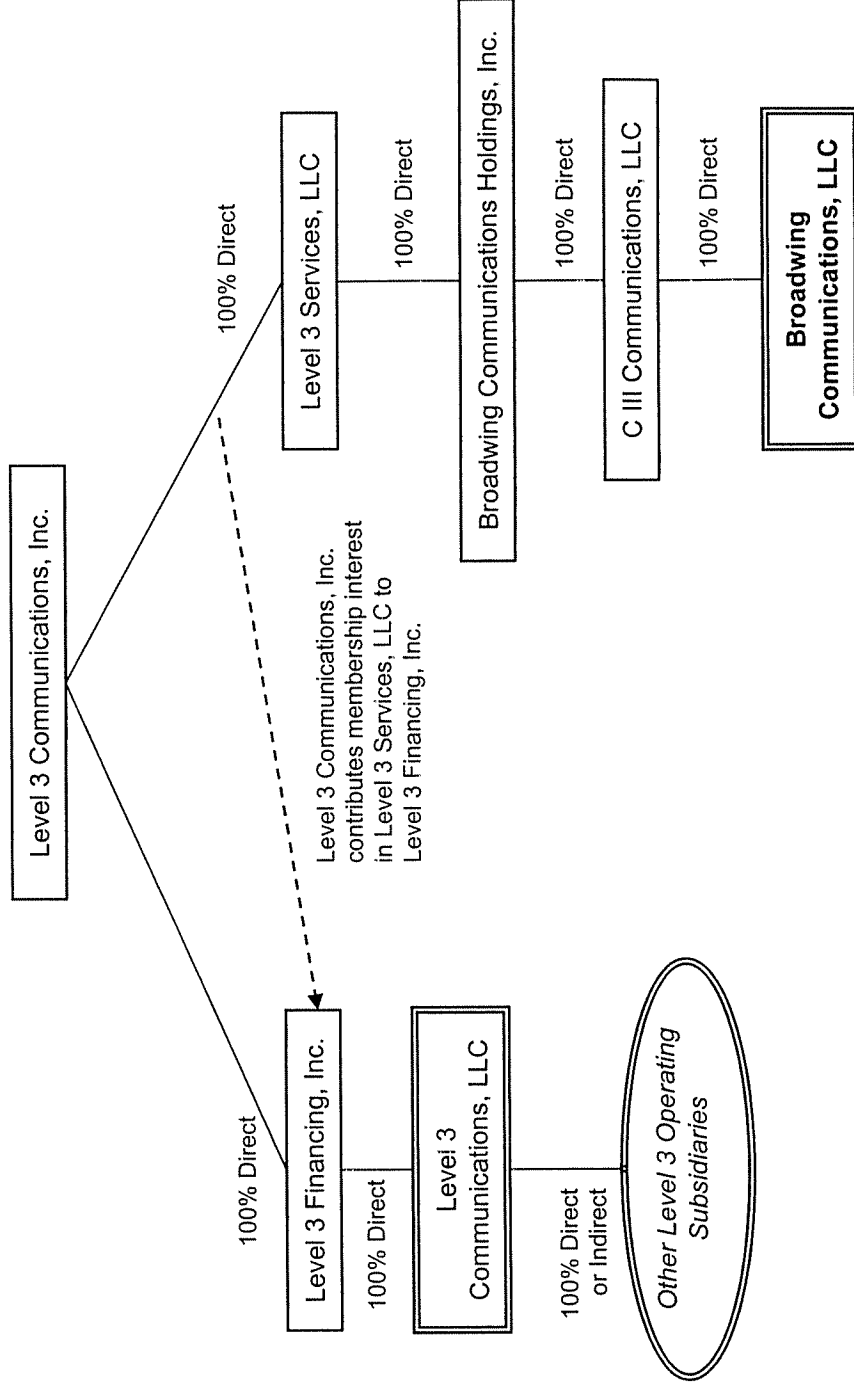 Level 3 Communications, Inc.
100% Direct
100% Direct
Level 3 Financing, Inc.
Level 3 Services, LLC
Level 3 Communications, Inc.
contributes membership interest
in Level 3 Services, LLC to
Level 3 Financing, Inc.
100% Direct
100% Direct
Level 3
Communications, LLC
Broadwing Communications Holdings, Inc.
100% Direct
or Indirect
100% Direct
Other Level 3 Operating
Subsidiaries
C III Communications, LLC
100% Direct
Broadwing
Communications, LLC